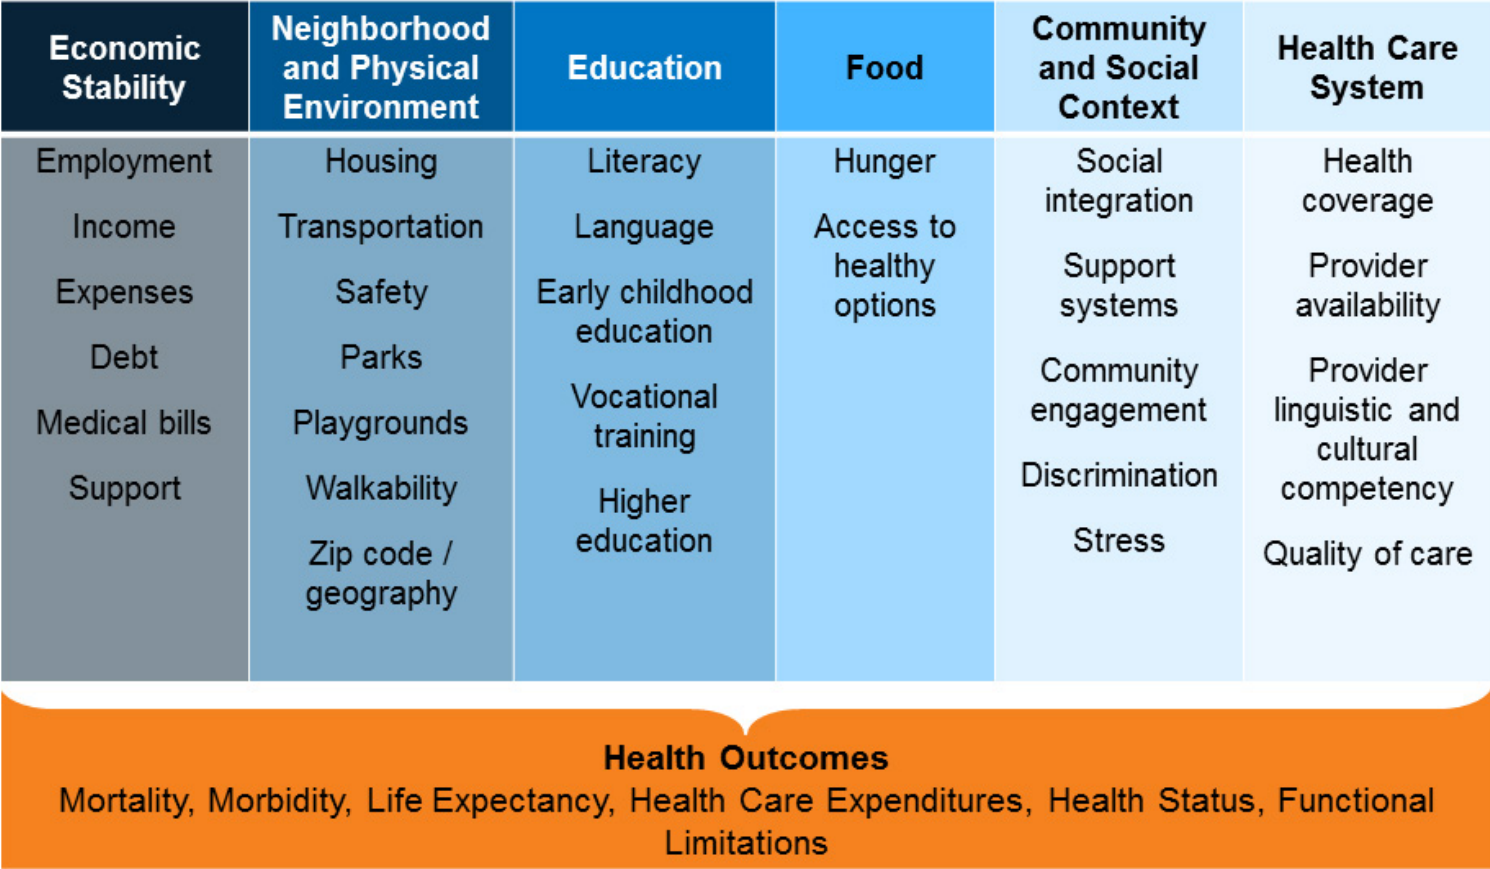 Economic
Stability
Neighborhood
and Physical
Environment
Education
Food
Community
and Social
Context
Health Care
System
Employment
Income
Expenses
Debt
Medical bills
Support
Housing
Transportation
Safety
Parks
Playgrounds
Walkability
Zip code /
geography
Literacy
Language
Early childhood
education
Vocational
training
Higher
education
Hunger
Access to
healthy
options
Social
integration
Support
systems
Community
engagement
Discrimination
Stress
Health
coverage
Provider
availability
Provider
linguistic and
cultural
competency
Quality of care
Health Outcomes
Mortality, Morbidity, Life Expectancy, Health Care Expenditures, Health Status, Functional
Limitations